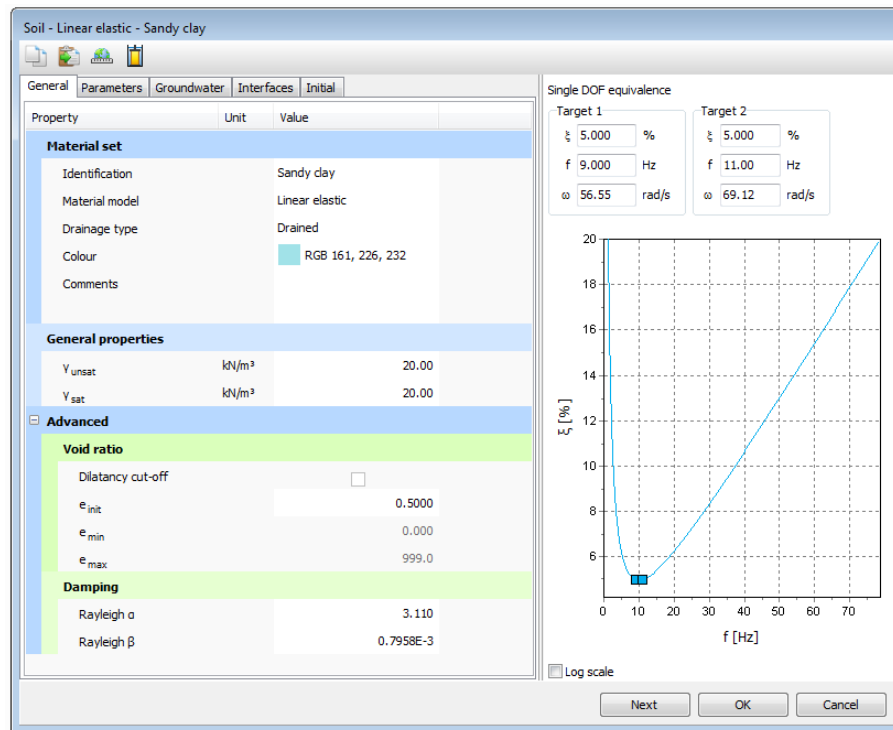 Soil - Linear elastic - Sandy clay
General Parameters Groundwater Interfaces Initial
Property Unit Value
Material set
Identification Sandy clay
Material model Linear elastic
Drainage type Drained
Colour RGB 161, 226, 232
Comments
General properties
γ unsat kN/m³ 20.00
γ sat kN/m³ 20.00
Advanced
Void ratio
Dilatancy cut-off
e init 0.5000
e min 0.000
e max 999.0
Damping
Rayleigh α 3.110
Rayleigh β 0.7958E-3
Single DOF equivalence
Target 1
ξ 5.000 %
f 9.000 Hz
ω 56.55 rad/s
Target 2
ξ 5.000 %
f 11.00 Hz
ω 69.12 rad/s
20
18
16
14
12
10
8
6
ξ [%]
0 10 20 30 40 50 60 70
f [Hz]
Log scale
Next OK Cancel